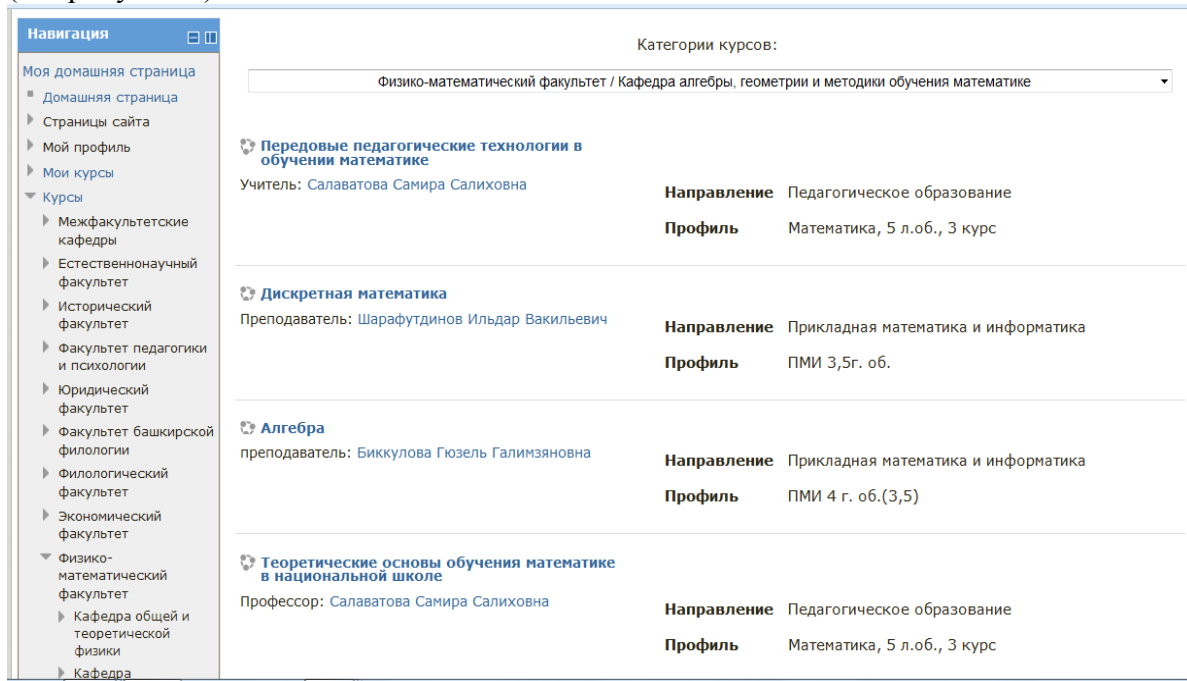 Навигация
Моя домашняя страница
Домашняя страница
Страницы сайта
Мой профиль
Мои курсы
Курсы
Межфакультетские
кафедры
Естественнонаучный
факультет
Исторический
факультет
Факультет педагогики
и психологии
Юридический
факультет
Факультет башкирской
филологии
Филологический
факультет
Экономический
факультет
Физико-
математический
факультет
Кафедра общей и
теоретической
физики
Кафедра
Категории курсов:
Физико-математический факультет / Кафедра алгебры, геометрии и методики обучения математике
Передовые педагогические технологии в
обучении математике
Учитель: Салаватова Самира Салиховна
Направление Педагогическое образование
Профиль Математика, 5 л.об., 3 курс
Дискретная математика
Преподаватель: Шарафутдинов Ильдар Вакильевич
Направление Прикладная математика и информатика
Профиль ПМИ 3,5г. об.
Алгебра
преподаватель: Биккулова Гюзель Галимзяновна
Направление Прикладная математика и информатика
Профиль ПМИ 4 г. об.(3,5)
Теоретические основы обучения математике
в национальной школе
Профессор: Салаватова Самира Салиховна
Направление Педагогическое образование
Профиль Математика, 5 л.об., 3 курс